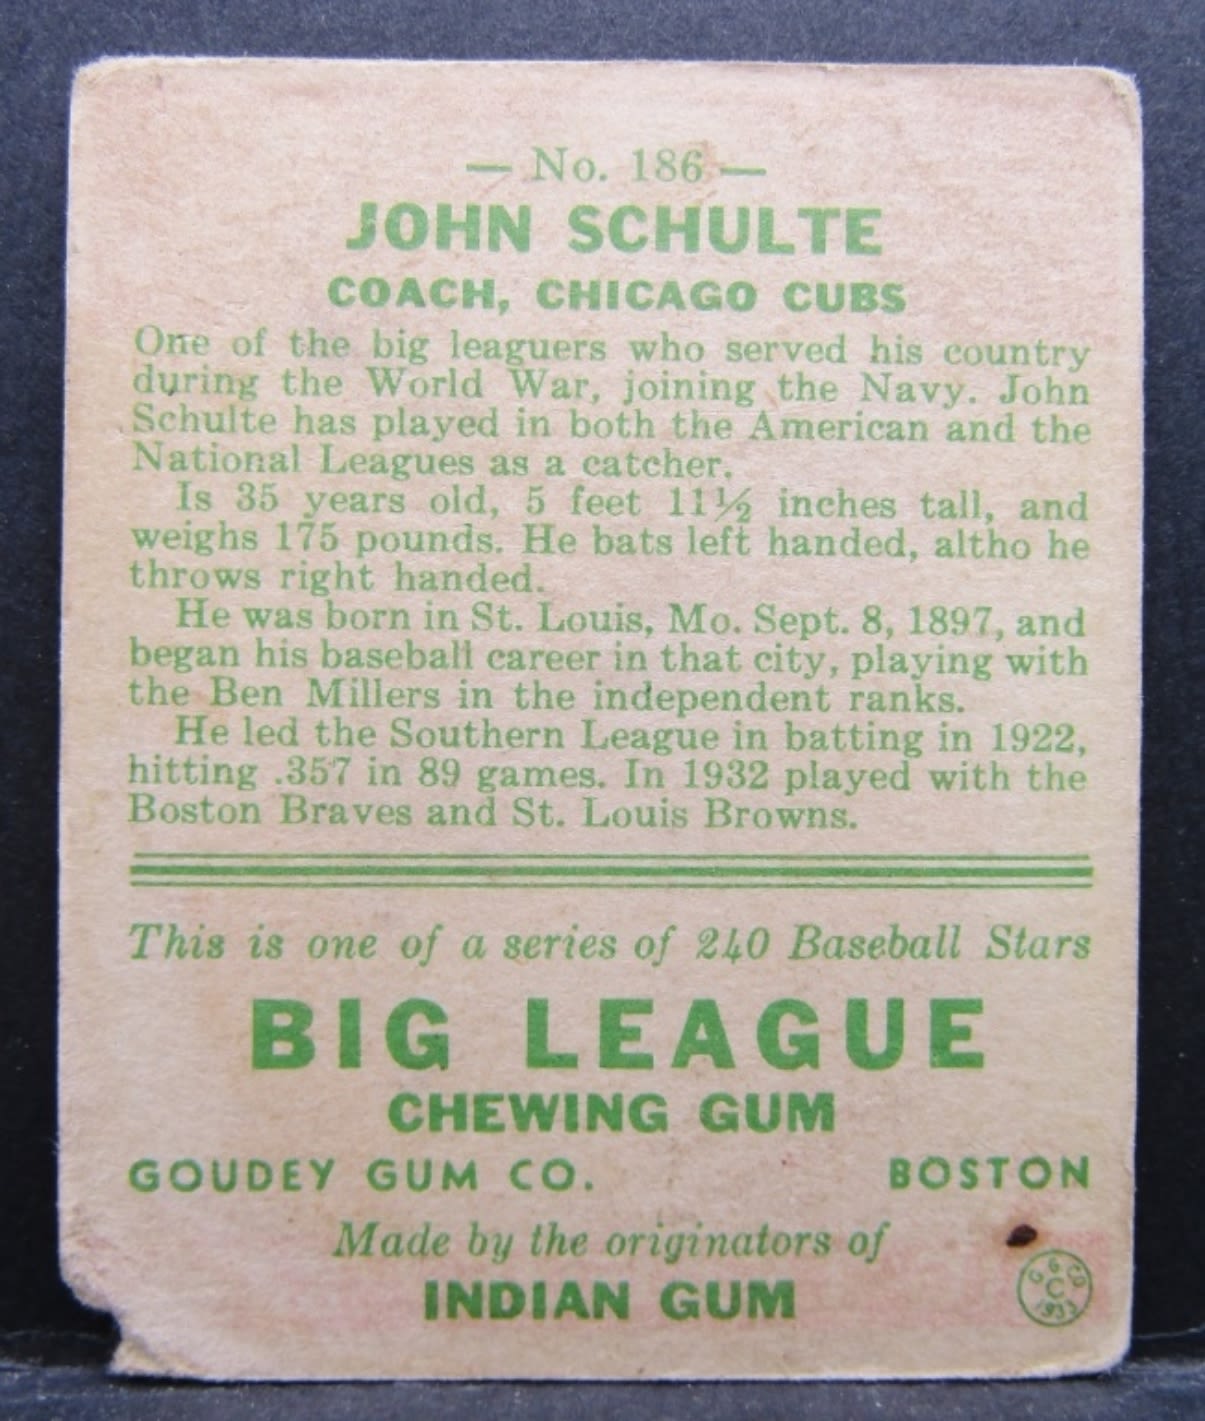 — No. 186 —
JOHN SCHULTE
COACH, CHICAGO CUBS
One of the big leaguers who served his country
during the World War, joining the Navy. John
Schulte has played in both the American and the
National Leagues as a catcher.
Is 35 years old, 5 feet 11½ inches tall, and
weighs 175 pounds. He bats left handed, altho he
throws right handed.
He was born in St. Louis, Mo. Sept. 8, 1897, and
began his baseball career in that city, playing with
the Ben Millers in the independent ranks.
He led the Southern League in batting in 1922,
hitting .357 in 89 games. In 1932 played with the
Boston Braves and St. Louis Browns.
This is one of a series of 240 Baseball Stars
BIG LEAGUE
CHEWING GUM
GOUDEY GUM CO. BOSTON
Made by the originators of
INDIAN GUM
G G CO
C
1933